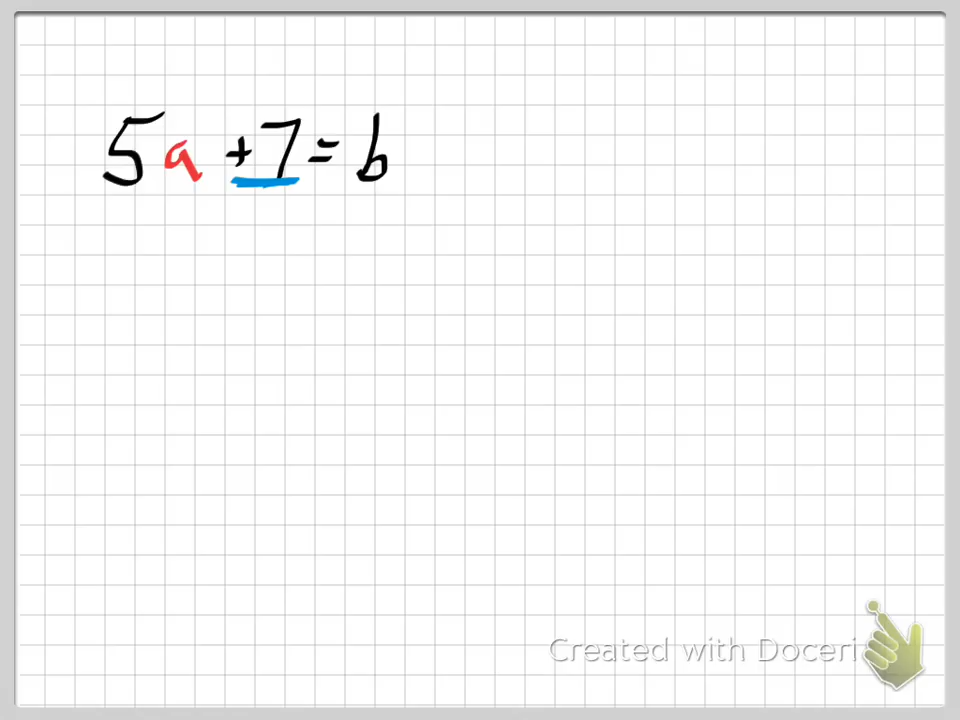 5a +7 = b
Created with Doceri